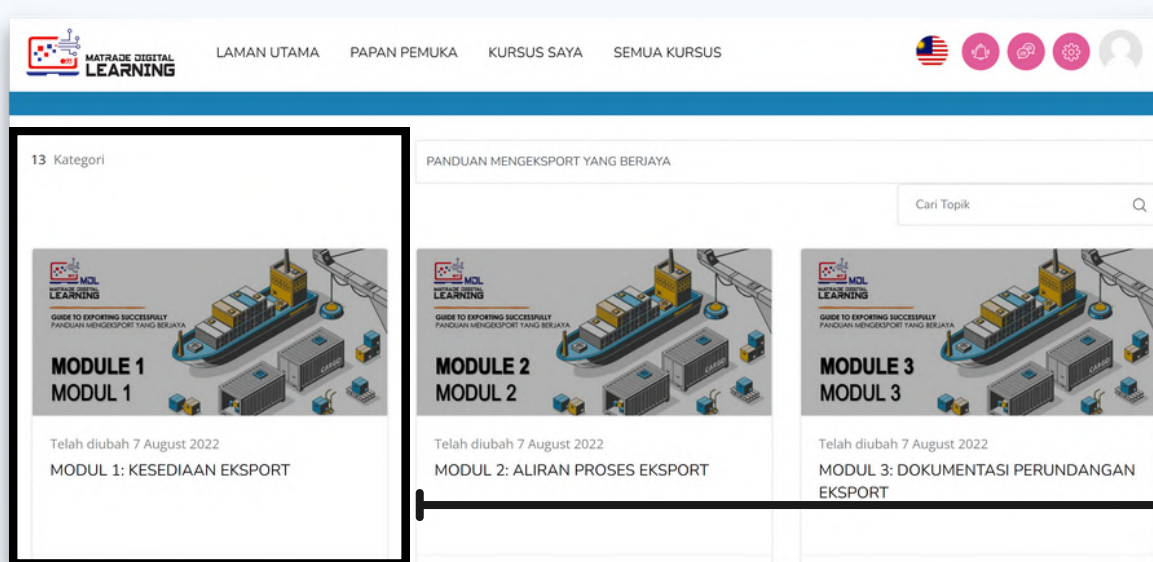 MATRADE DIGITAL
LEARNING
LAMAN UTAMA PAPAN PEMUKA KURSUS SAYA SEMUA KURSUS
13 Kategori
PANDUAN MENGEKSPORT YANG BERJAYA
Cari Topik
MDL
MATRADE DIGITAL
LEARNING
GUIDE TO EXPORTING SUCCESSFULLY
PANDUAN MENGEKSPORT YANG BERJAYA
MODULE 1
MODUL 1
CARGO
Telah diubah 7 August 2022
MODUL 1: KESEDIAAN EKSPORT
MDL
MATRADE DIGITAL
LEARNING
GUIDE TO EXPORTING SUCCESSFULLY
PANDUAN MENGEKSPORT YANG BERJAYA
MODULE 2
MODUL 2
CARGO
Telah diubah 7 August 2022
MODUL 2: ALIRAN PROSES EKSPORT
MDL
MATRADE DIGITAL
LEARNING
GUIDE TO EXPORTING SUCCESSFULLY
PANDUAN MENGEKSPORT YANG BERJAYA
MODULE 3
MODUL 3
CARGO
Telah diubah 7 August 2022
MODUL 3: DOKUMENTASI PERUNDANGAN
EKSPORT